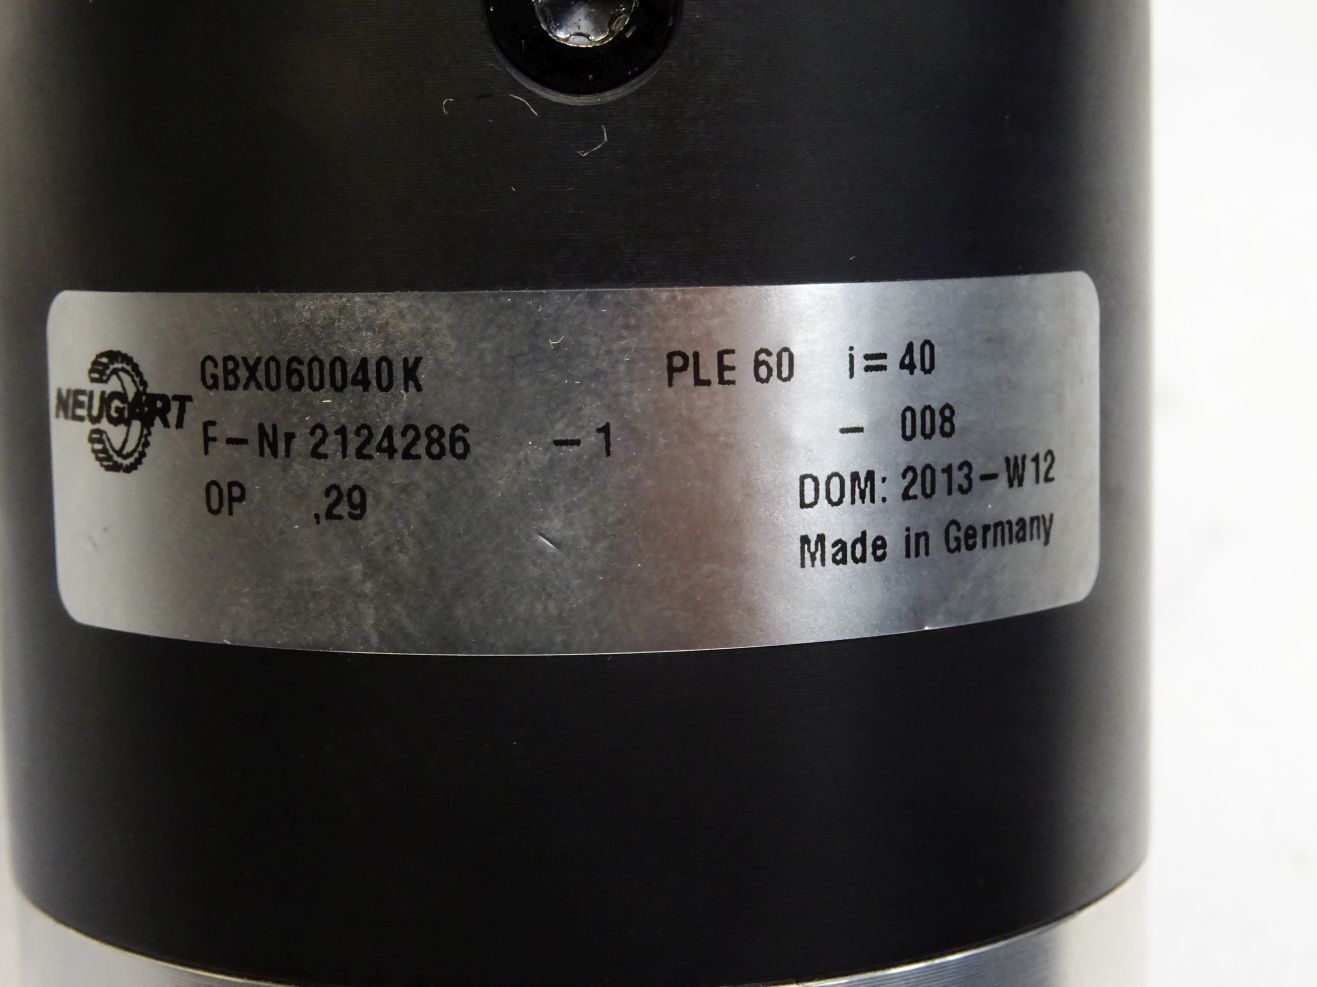 NEUGART
GBX060040K PLE 60 i=40
F-Nr 2124286 -1 - 008
OP ,29 DOM: 2013-W12
Made in Germany